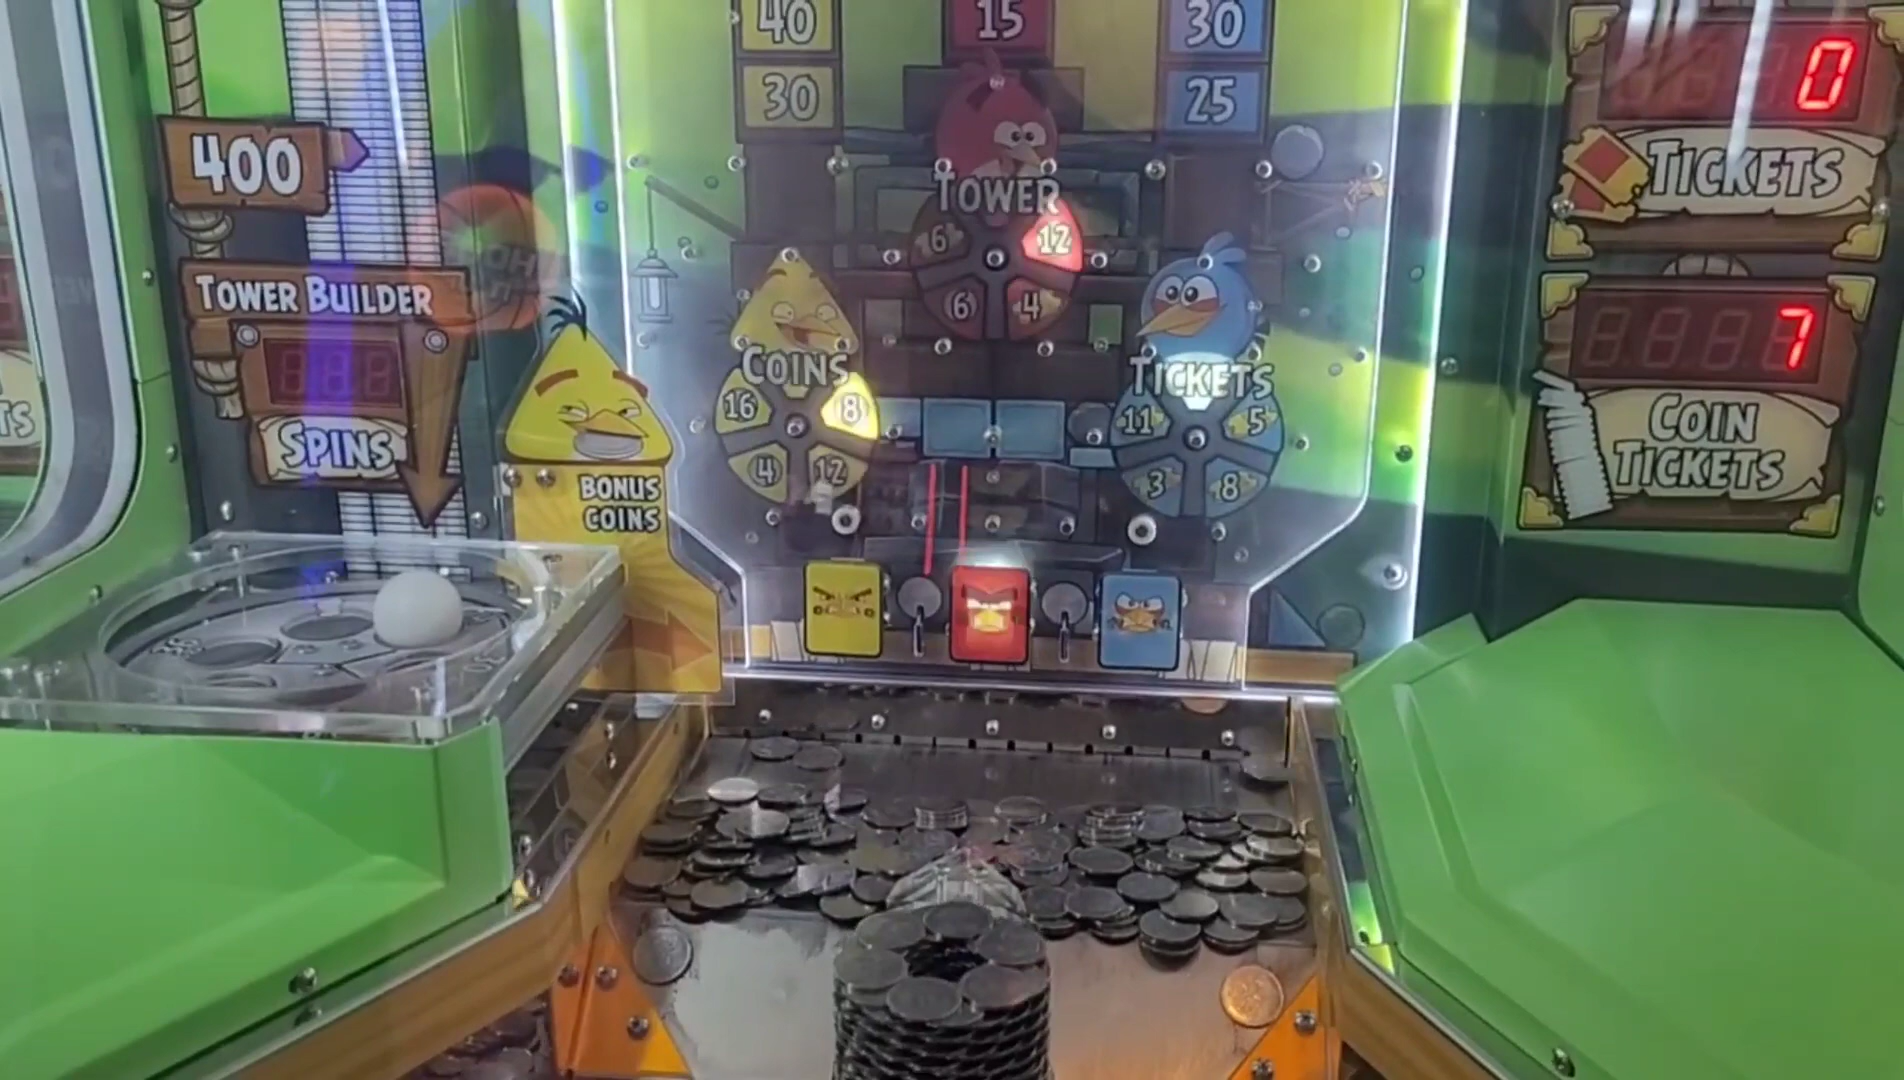 40
15
30
30
25
0
400
TICKETS
TOWER
6
12
6
4
TOWER BUILDER
7
COINS
16
8
4
12
TICKETS
11
5
3
8
SPINS
BONUS
COINS
COIN
TICKETS